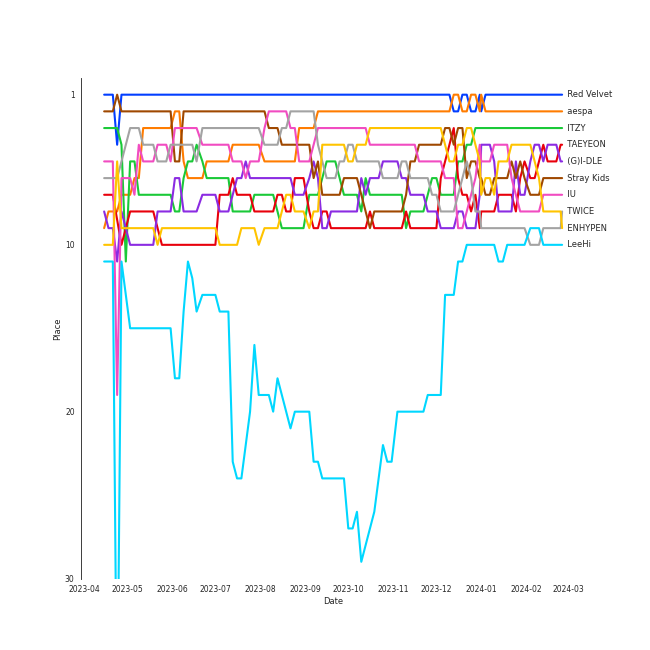 1
10
20
30
Place
2023-04 2023-05 2023-06 2023-07 2023-08 2023-09 2023-10 2023-11 2023-12 2024-01 2024-02 2024-03
Date
Red Velvet
aespa
ITZY
TAEYEON
(G)I-DLE
Stray Kids
IU
TWICE
ENHYPEN
LeeHi